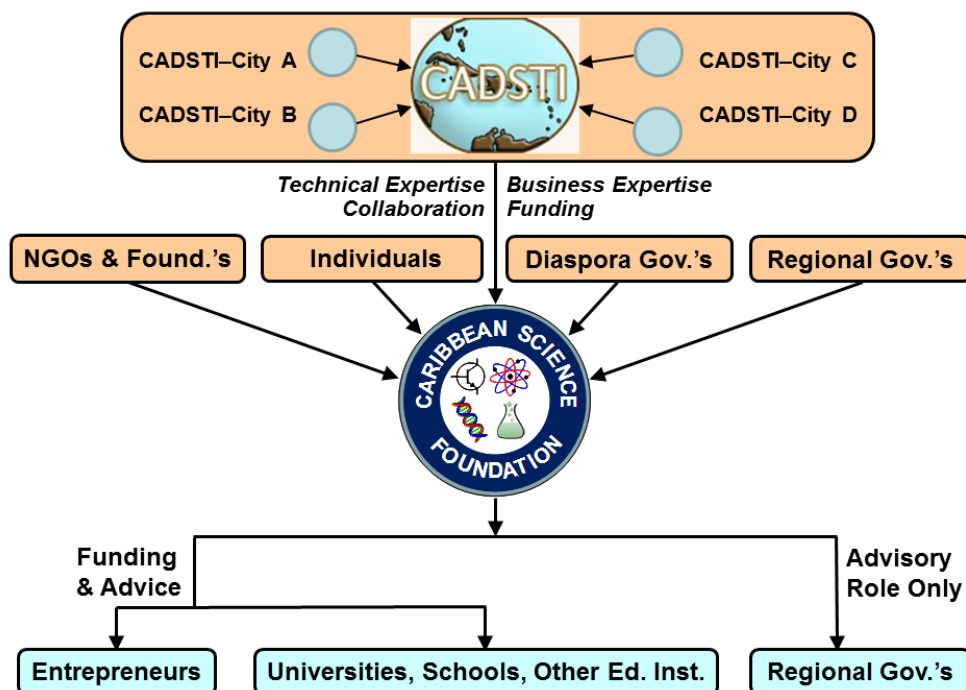 CADSTI–City A
CADSTI–City B
CADSTI
CADSTI–City C
CADSTI–City D
Technical Expertise
Collaboration
Business Expertise
Funding
NGOs & Found.'s
Individuals
Diaspora Gov.'s
Regional Gov.'s
CARIBBEAN SCIENCE
FOUNDATION
Funding
& Advice
Advisory
Role Only
Entrepreneurs
Universities, Schools, Other Ed. Inst.
Regional Gov.'s